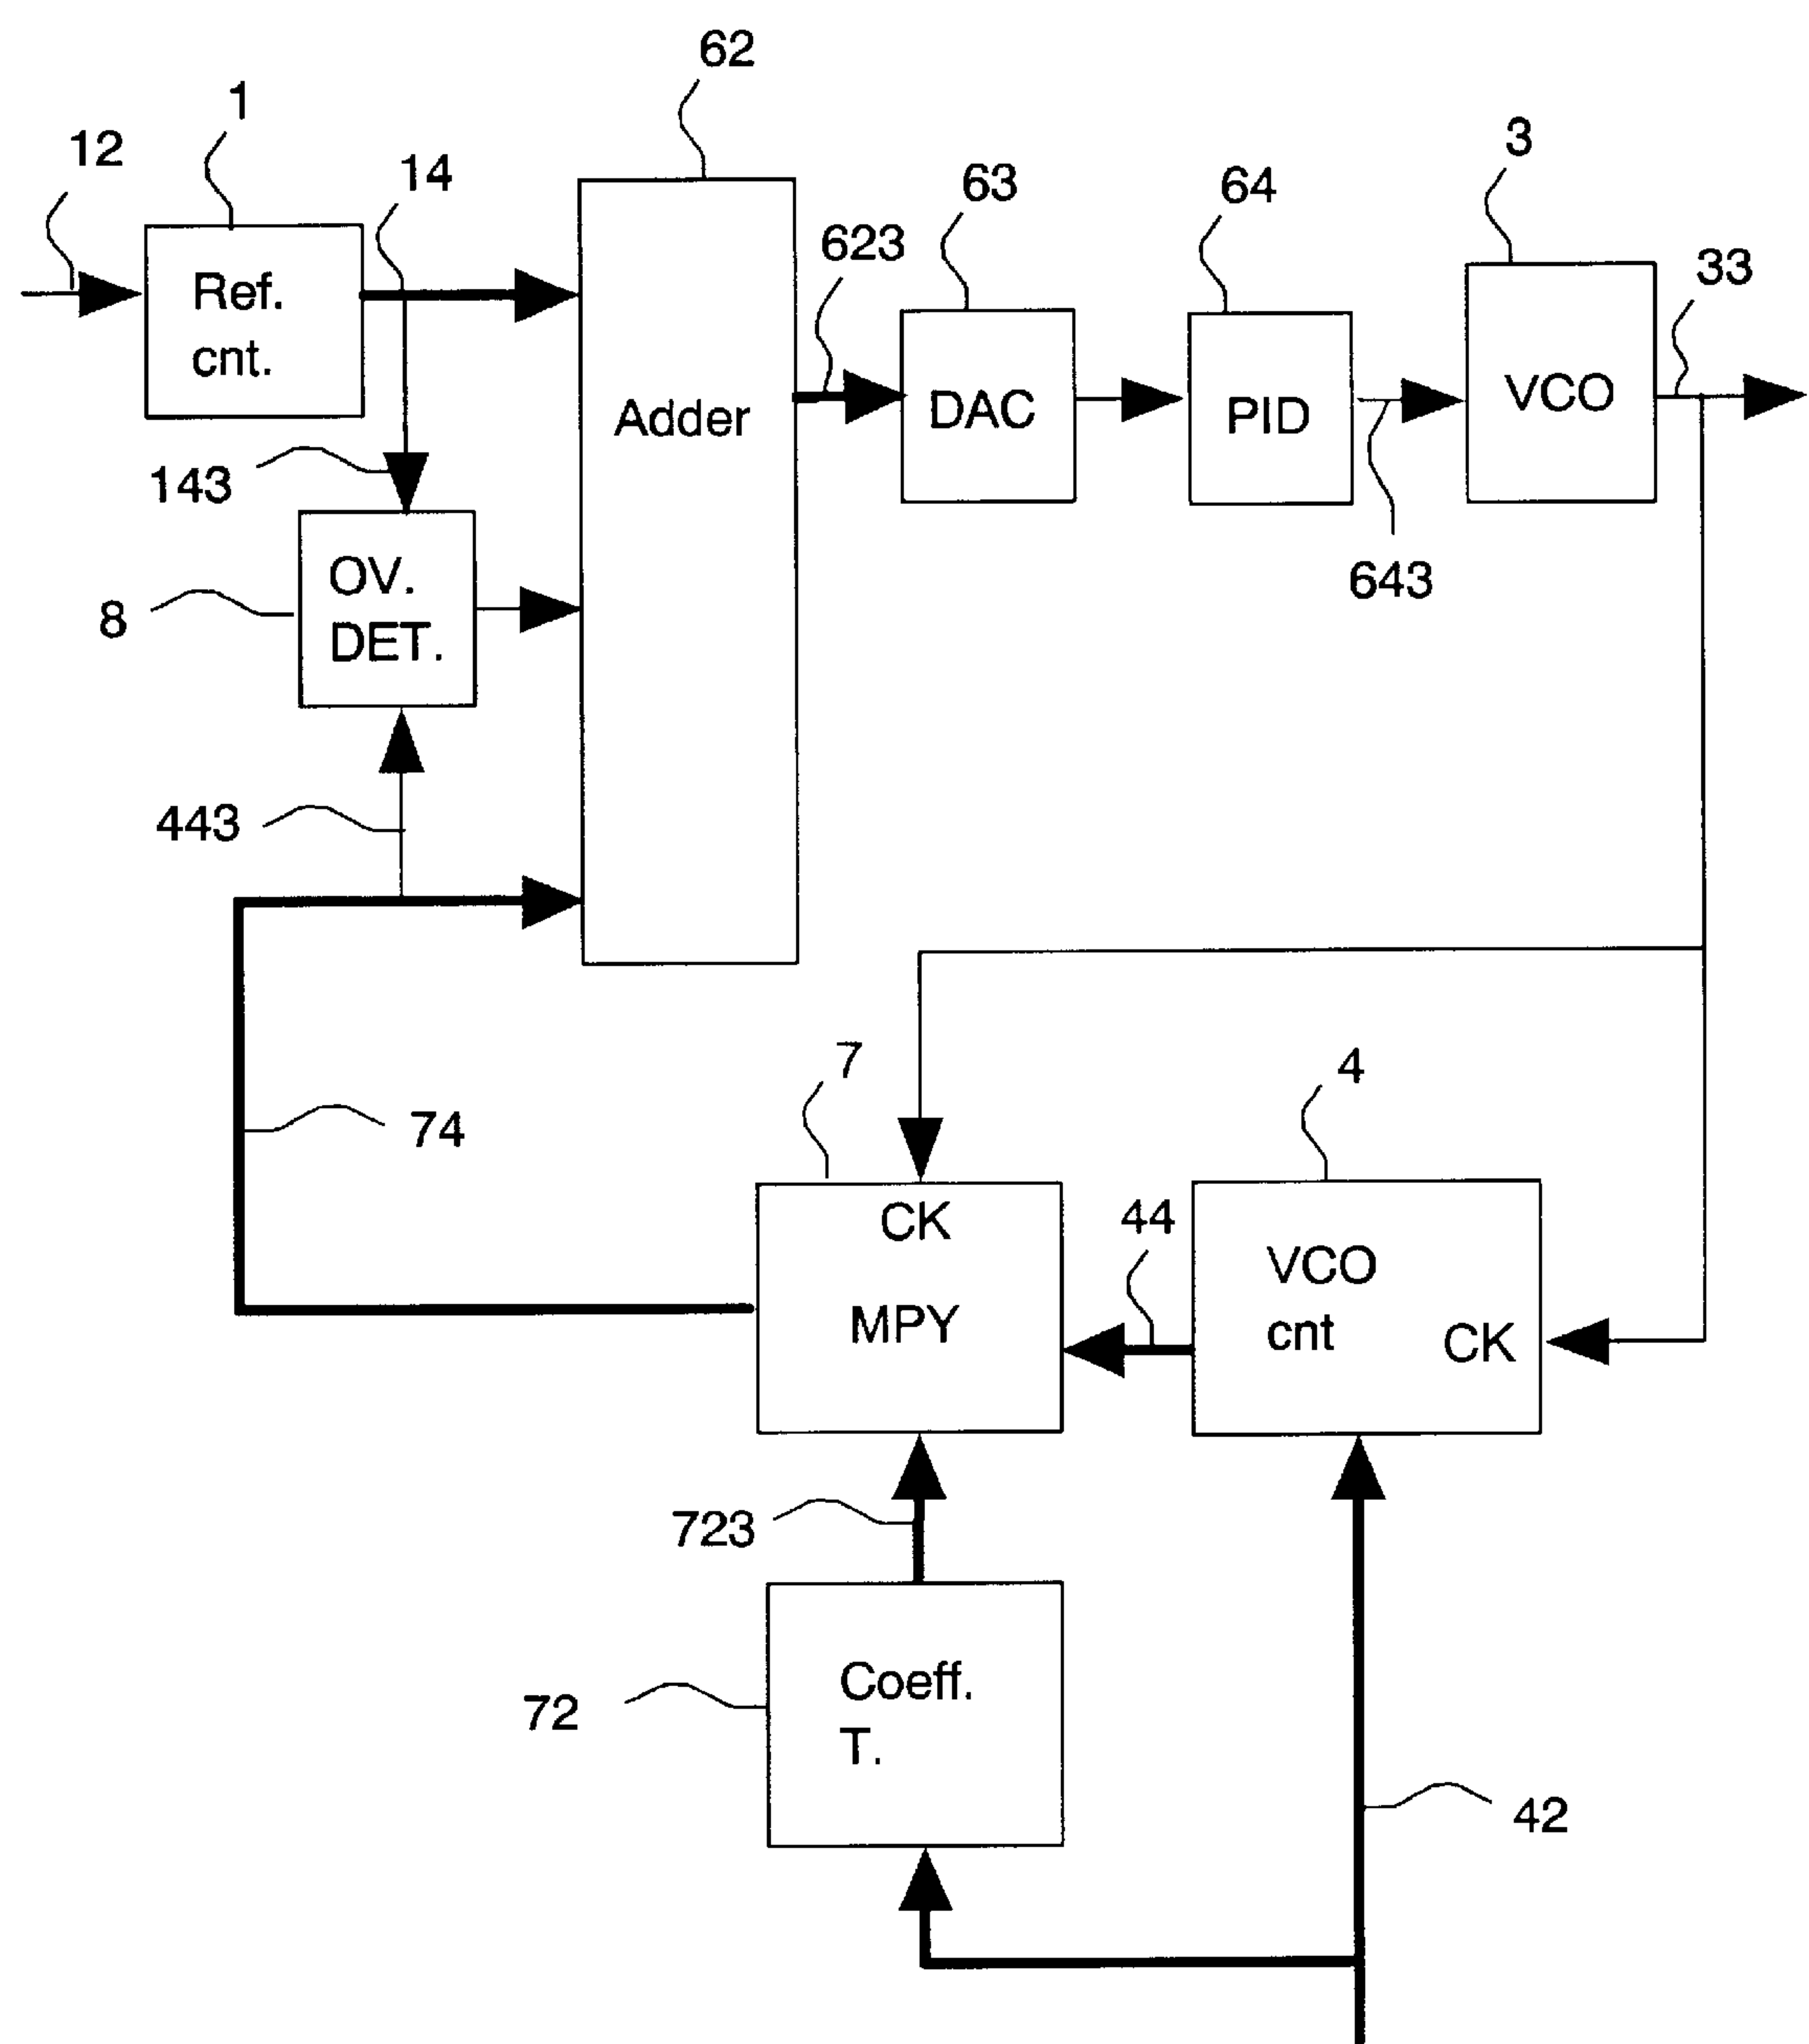 62
1
3
12
14
63
64
623
33
Ref.
cnt.
Adder
DAC
PID
VCO
143
OV.
DET.
8
643
443
7
4
74
44
CK
MPY
VCO
cnt
CK
723
Coeff.
T.
72
42